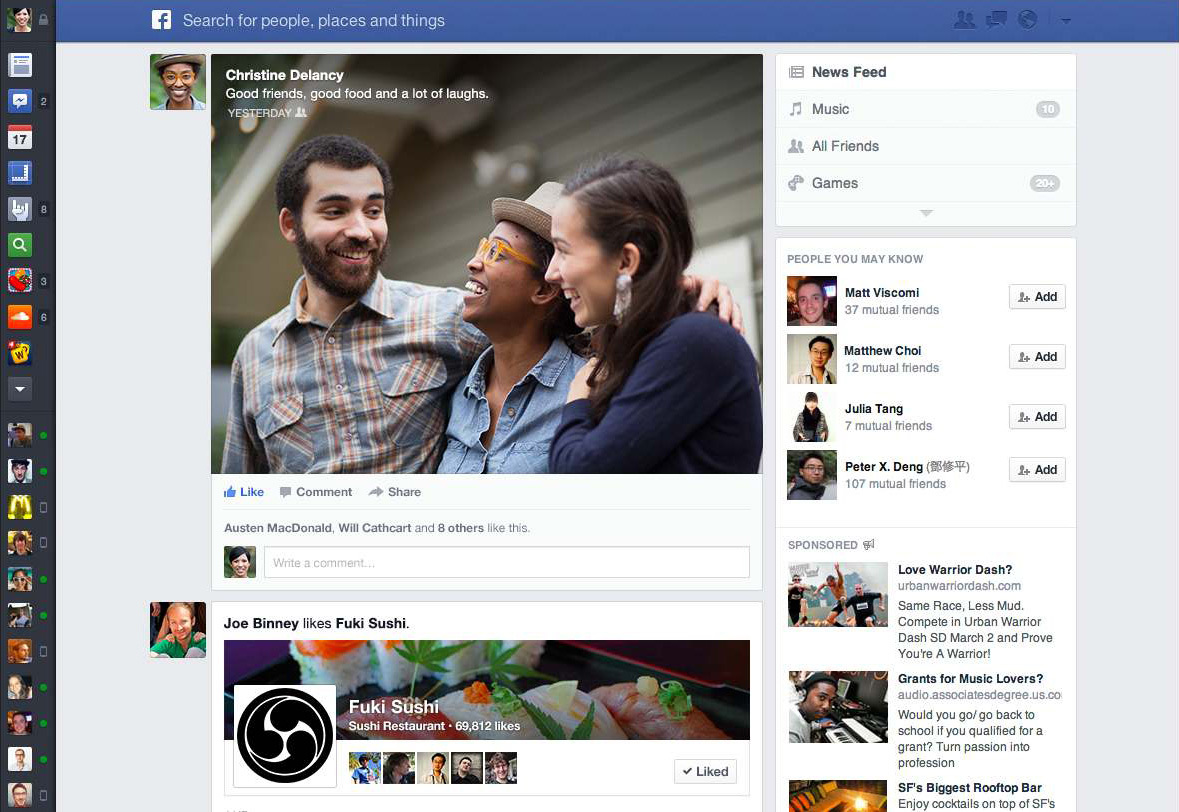 Search for people, places and things
2
17
8
3
6
Christine Delancy
Good friends, good food and a lot of laughs.
YESTERDAY
Like Comment Share
Austen MacDonald, Will Cathcart and 8 others like this.
Write a comment...
Joe Binney likes Fuki Sushi.
Fuki Sushi
Sushi Restaurant · 69,812 likes
Liked
News Feed
Music 10
All Friends
Games 20+
PEOPLE YOU MAY KNOW
Matt Viscomi
37 mutual friends
Add
Matthew Choi
12 mutual friends
Add
Julia Tang
7 mutual friends
Add
Peter X. Deng (鄧修平)
107 mutual friends
Add
SPONSORED
Love Warrior Dash?
urbanwarriordash.com
Same Race, Less Mud.
Compete in Urban Warrior
Dash SD March 2 and Prove
You're A Warrior!
Grants for Music Lovers?
audio.associatesdegree.us.co
Would you go/ go back to
school if you qualified for a
grant? Turn passion into
profession
SF's Biggest Rooftop Bar
Enjoy cocktails on top of SF's